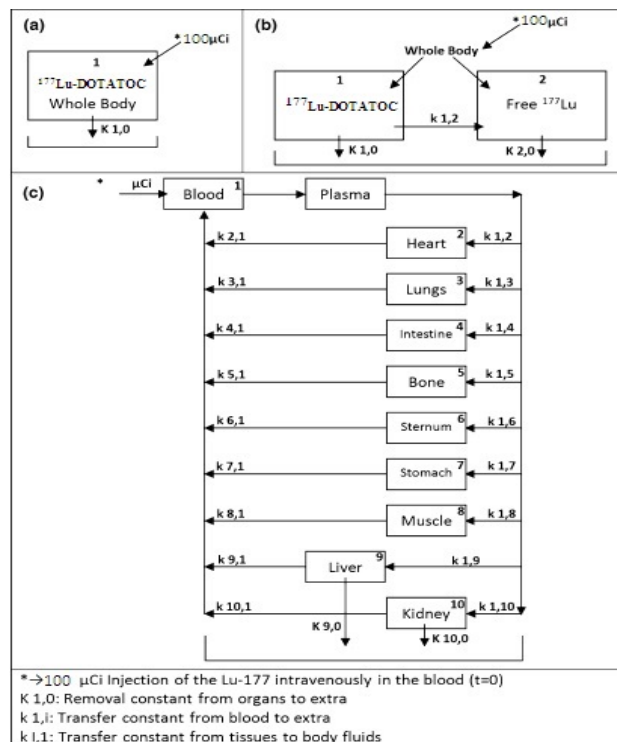 (a)
*100μCi
1
¹⁷⁷Lu-DOTATOC
Whole Body
K 1,0
(b)
*100μCi
Whole Body
1
¹⁷⁷Lu-DOTATOC
k 1,2
2
Free ¹⁷⁷Lu
K 1,0
K 2,0
(c)
* μCi
Blood 1
Plasma
k 2,1
Heart 2
k 1,2
k 3,1
Lungs 3
k 1,3
k 4,1
Intestine 4
k 1,4
k 5,1
Bone 5
k 1,5
k 6,1
Sternum 6
k 1,6
k 7,1
Stomach 7
k 1,7
k 8,1
Muscle 8
k 1,8
k 9,1
Liver 9
k 1,9
k 10,1
Kidney 10
k 1,10
K 9,0
K 10,0
*→100 μCi Injection of the Lu-177 intravenously in the blood (t=0)
K 1,0: Removal constant from organs to extra
k 1,i: Transfer constant from blood to extra
k I,1: Transfer constant from tissues to body fluids